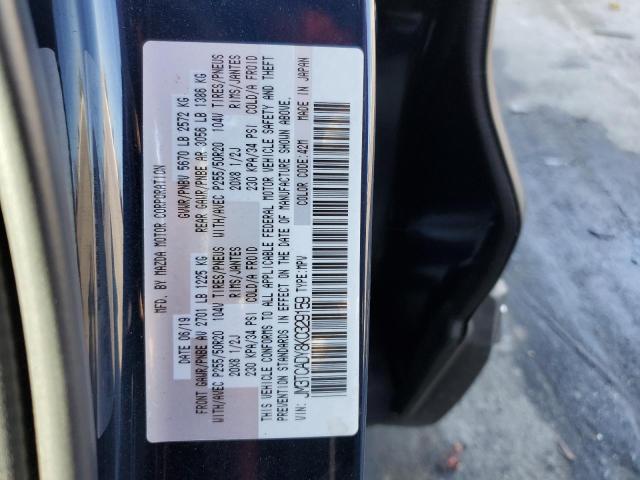 MFD. BY MAZDA MOTOR CORPORATION
DATE 06/19 GVWR/PNBV 5670 LB 2572 KG
FRONT GAWR/PNBE AV 2701 LB 1225 KG REAR GAWR/PNBE AR 3056 LB 1386 KG
WITH/AVEC P255/50R20 104V TIRES/PNEUS WITH/AVEC P255/50R20 104V TIRES/PNEUS
20X8 1/2J RIMS/JANTES 20X8 1/2J RIMS/JANTES
230 KPA/34 PSI COLD/A FROID 230 KPA/34 PSI COLD/A FROID
THIS VEHICLE CONFORMS TO ALL APPLICABLE FEDERAL MOTOR VEHICLE SAFETY AND THEFT
PREVENTION STANDARDS IN EFFECT ON THE DATE OF MANUFACTURE SHOWN ABOVE.
JM3TCADY8K0329159 MADE IN JAPAN
VIN: TYPE:MPV COLOR CODE:42M